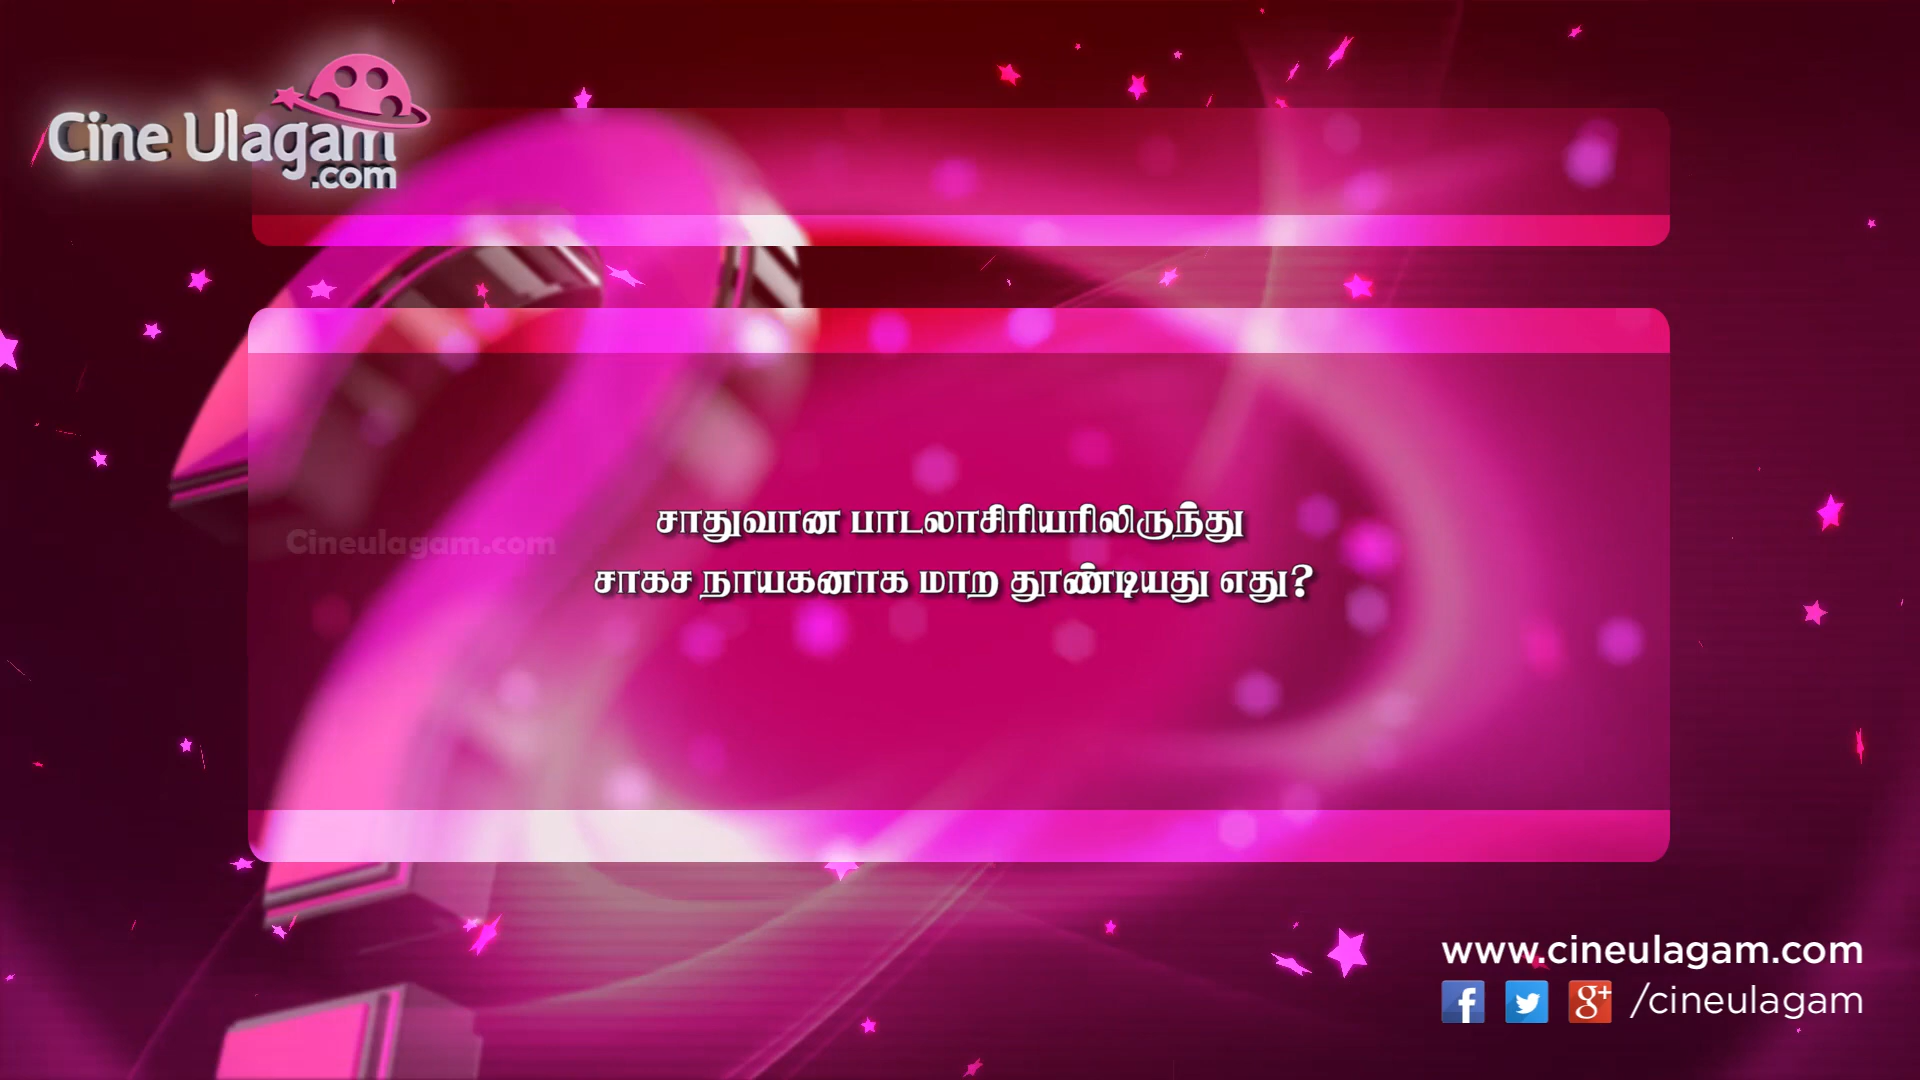 Cine Ulagam
.com
Cineulagam.com
சாதுவான பாடலாசிரியரிலிருந்து
சாகச நாயகனாக மாற தூண்டியது எது?
www.cineulagam.com
/cineulagam